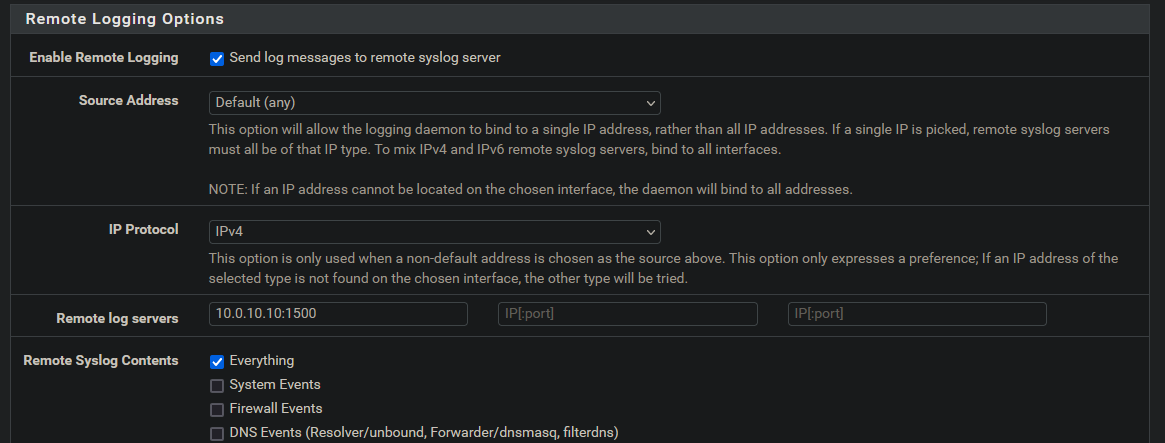 Remote Logging Options
Enable Remote Logging
Send log messages to remote syslog server
Source Address
Default (any)
This option will allow the logging daemon to bind to a single IP address, rather than all IP addresses. If a single IP is picked, remote syslog servers
must all be of that IP type. To mix IPv4 and IPv6 remote syslog servers, bind to all interfaces.
NOTE: If an IP address cannot be located on the chosen interface, the daemon will bind to all addresses.
IP Protocol
IPv4
This option is only used when a non-default address is chosen as the source above. This option only expresses a preference; If an IP address of the
selected type is not found on the chosen interface, the other type will be tried.
Remote log servers
10.0.10.10:1500
IP[:port]
IP[:port]
Remote Syslog Contents
Everything
System Events
Firewall Events
DNS Events (Resolver/unbound, Forwarder/dnsmasq, filterdns)